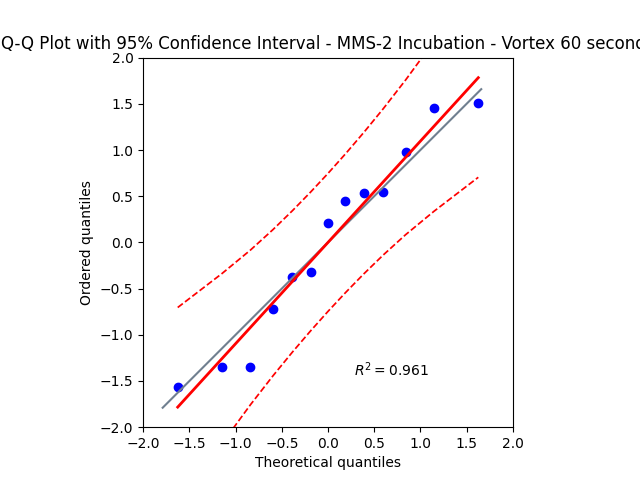 Q-Q Plot with 95% Confidence Interval - MMS-2 Incubation - Vortex 60 secon
2.0
1.5
1.0
0.5
0.0
−0.5
−1.0
−1.5
−2.0
Ordered quantiles
R² = 0.961
−2.0 −1.5 −1.0 −0.5 0.0 0.5 1.0 1.5 2.0
Theoretical quantiles